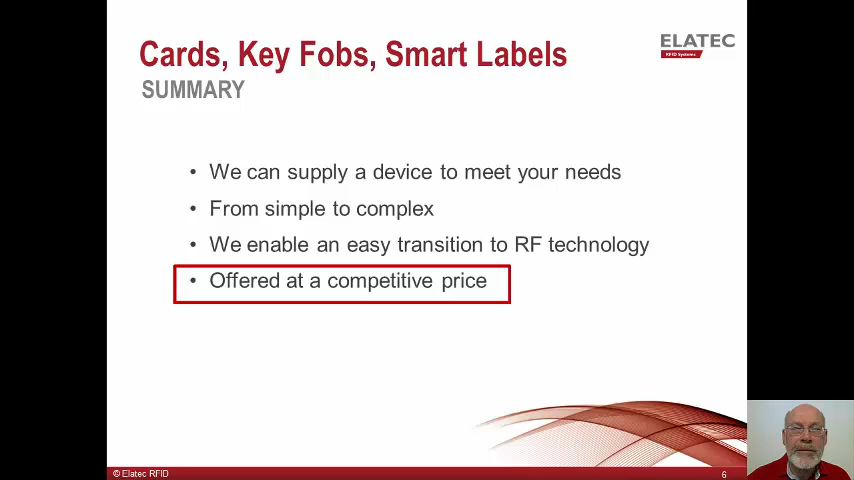 Cards, Key Fobs, Smart Labels
SUMMARY
ELATEC
RFID Systems
• We can supply a device to meet your needs
• From simple to complex
• We enable an easy transition to RF technology
• Offered at a competitive price
© Elatec RFID
6